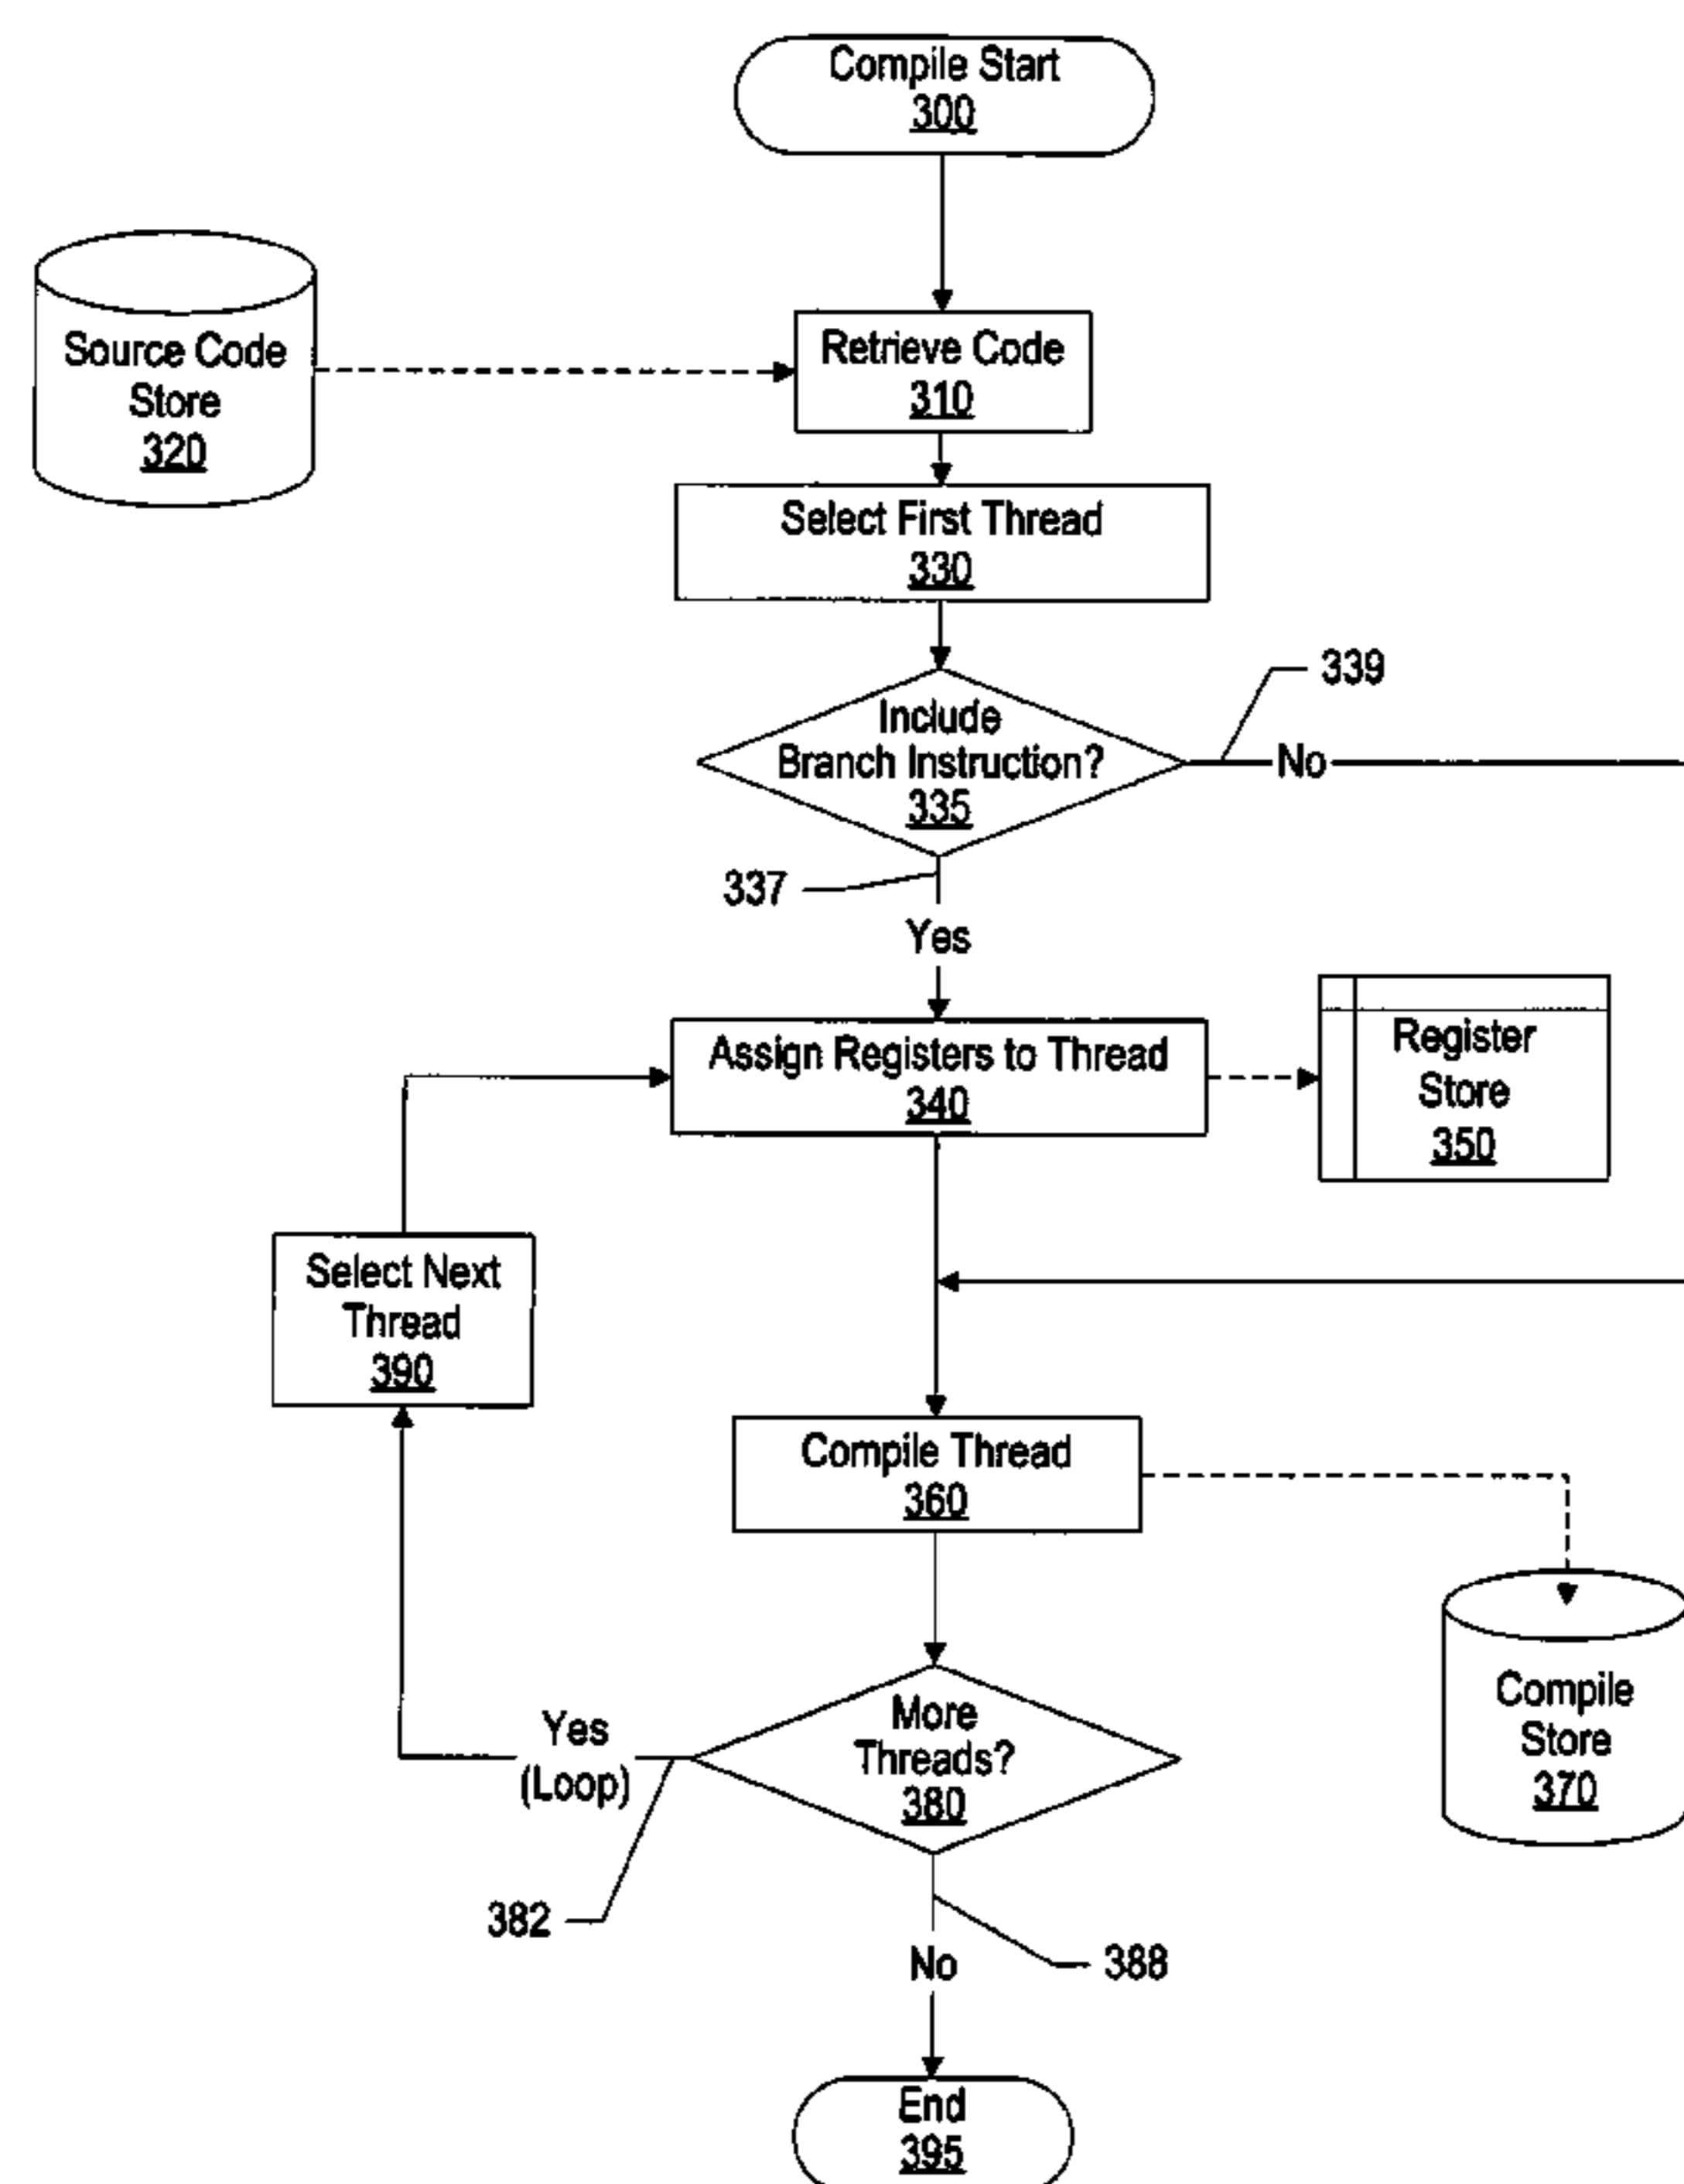 Compile Start
300
Source Code
Store
320
Retrieve Code
310
Select First Thread
330
339
Include
Branch Instruction?
335
No
337
Yes
Assign Registers to Thread
340
Register
Store
350
Select Next
Thread
390
Compile Thread
360
Compile
Store
370
More
Threads?
380
Yes
(Loop)
382
388
No
End
395